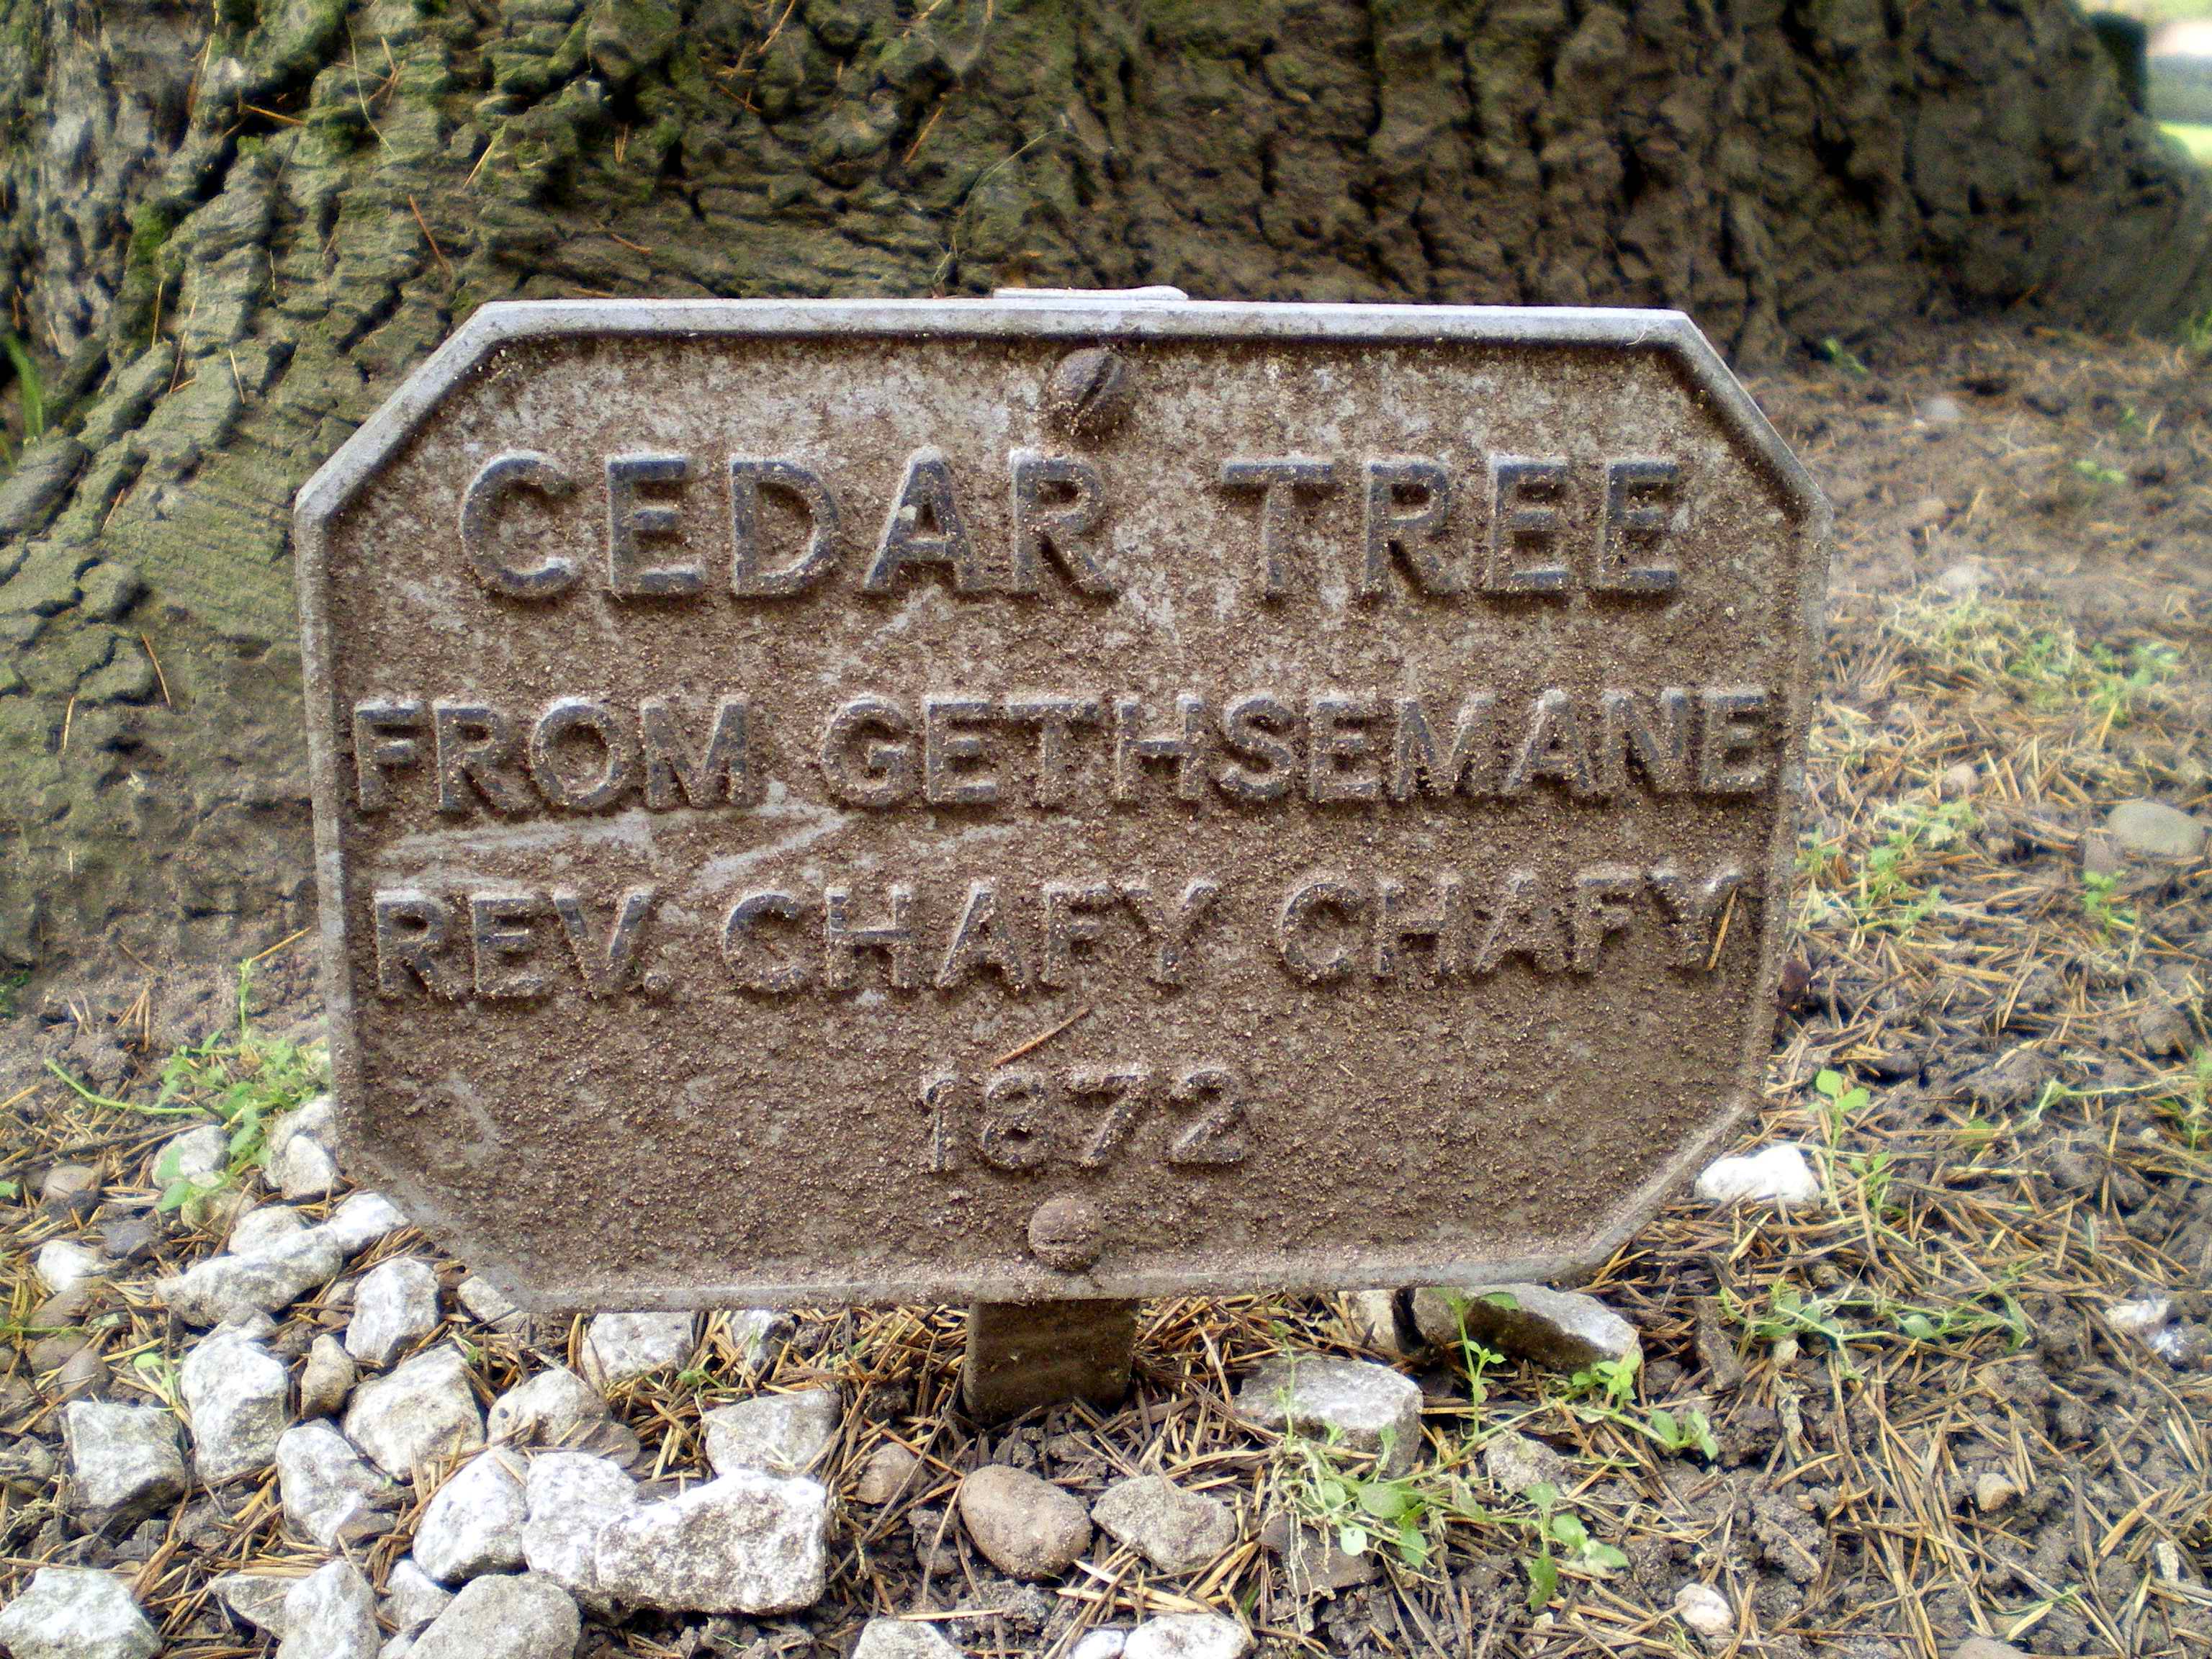 CEDAR TREE
FROM GETHSEMANE
REV. CHAFY CHAFY
1872